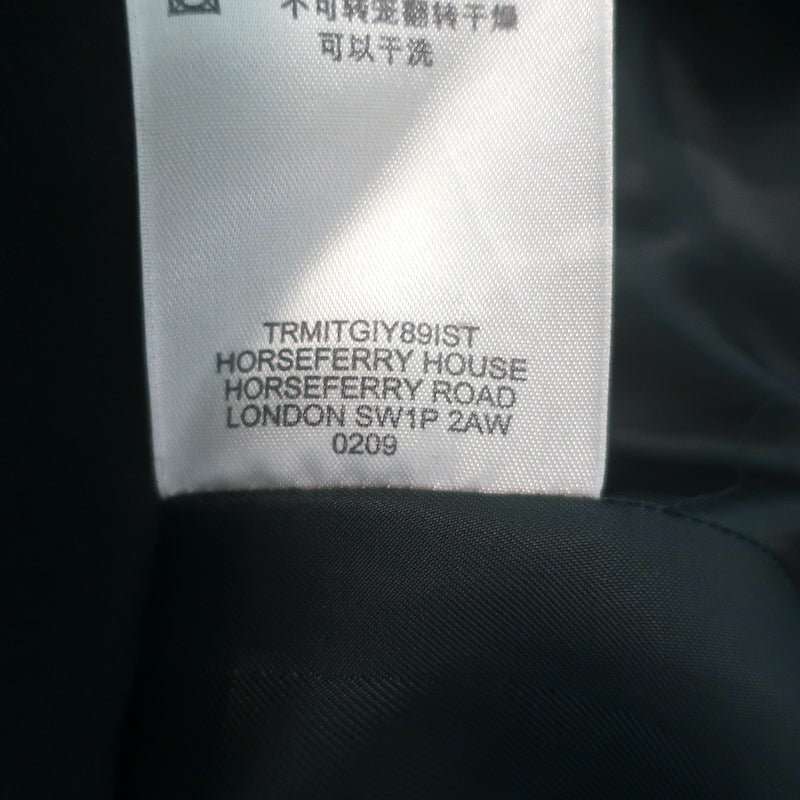 不可转笼翻转干燥
可以干洗
TRMITGIY89IST
HORSEFERRY HOUSE
HORSEFERRY ROAD
LONDON SW1P 2AW
0209